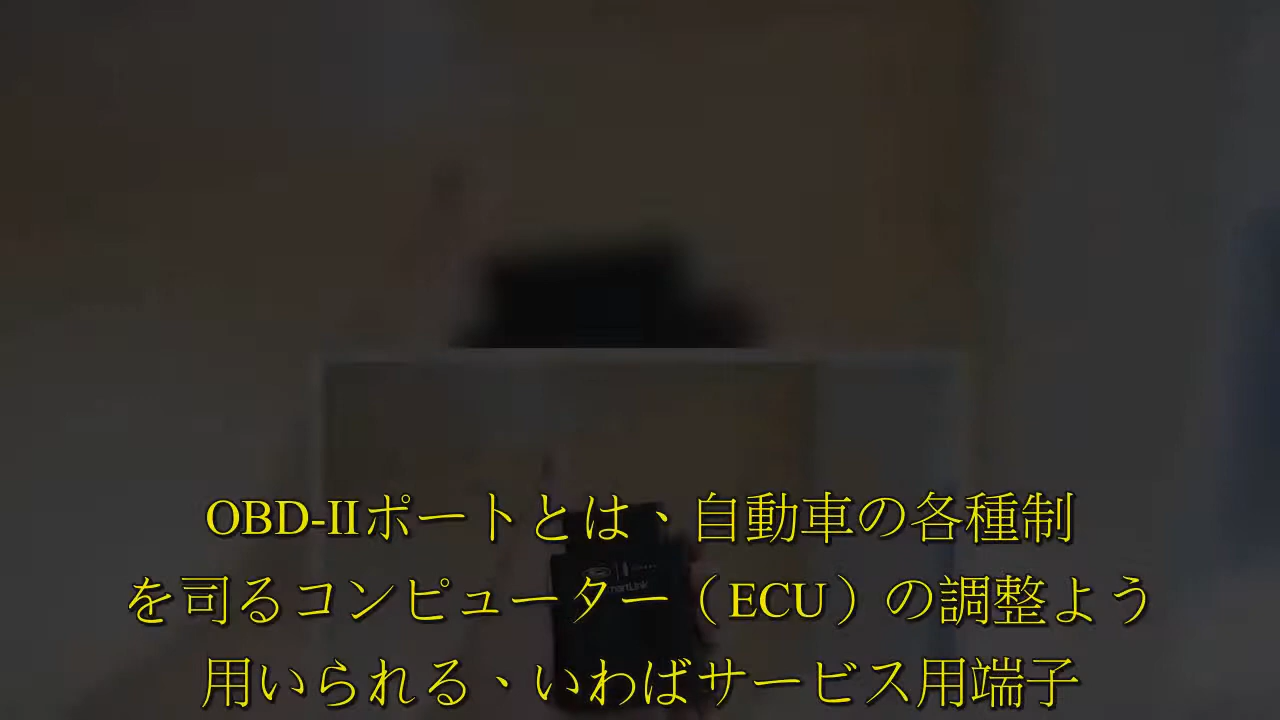 OBD-IIポートとは、自動車の各種制
を司るコンピューター（ECU）の調整よう
用いられる、いわばサービス用端子